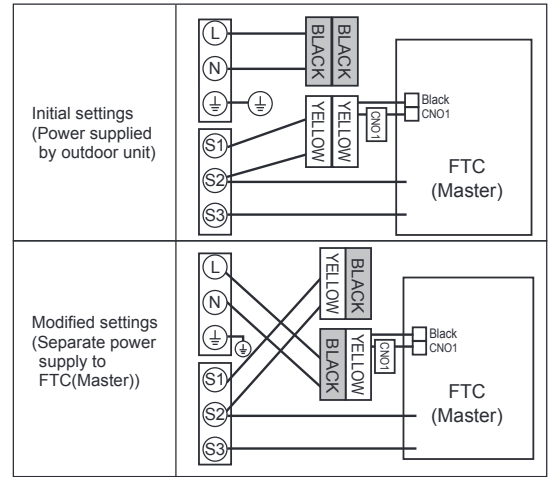 Initial settings
(Power supplied
by outdoor unit)
L
N
S1
S2
S3
BLACK
BLACK
YELLOW
YELLOW
CNO1
Black
CNO1
FTC
(Master)
Modified settings
(Separate power
supply to
FTC(Master))
L
N
S1
S2
S3
YELLOW
BLACK
BLACK
YELLOW
CNO1
Black
CNO1
FTC
(Master)